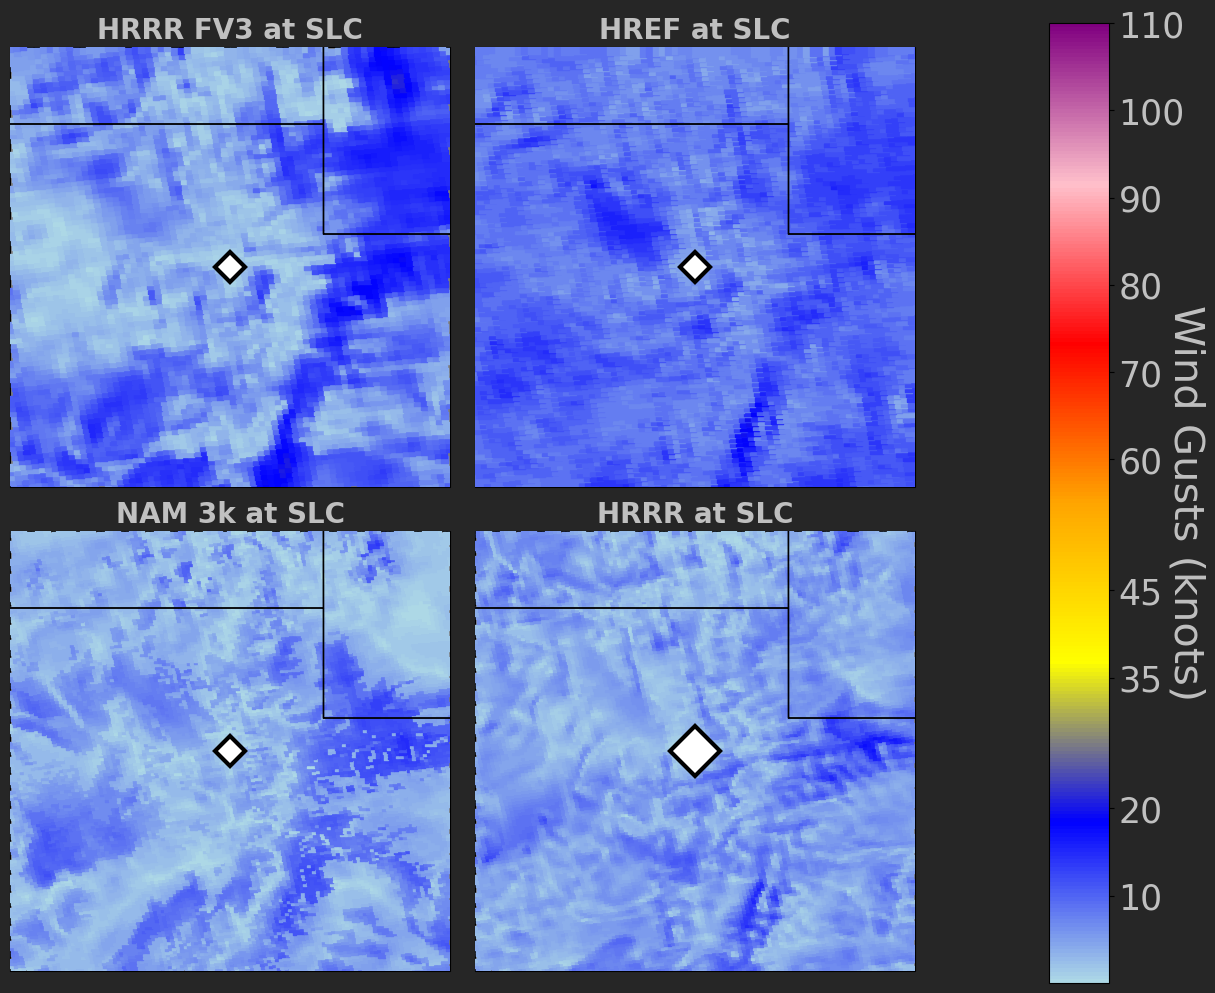 HRRR FV3 at SLC
HREF at SLC
NAM 3k at SLC
HRRR at SLC
110
100
90
80
70
60
45
35
20
10
Wind Gusts (knots)